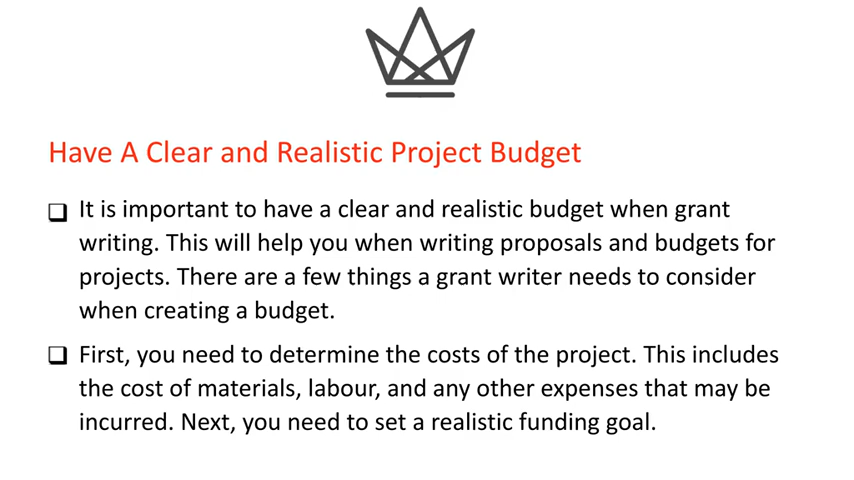 Have A Clear and Realistic Project Budget
It is important to have a clear and realistic budget when grant
writing. This will help you when writing proposals and budgets for
projects. There are a few things a grant writer needs to consider
when creating a budget.
First, you need to determine the costs of the project. This includes
the cost of materials, labour, and any other expenses that may be
incurred. Next, you need to set a realistic funding goal.